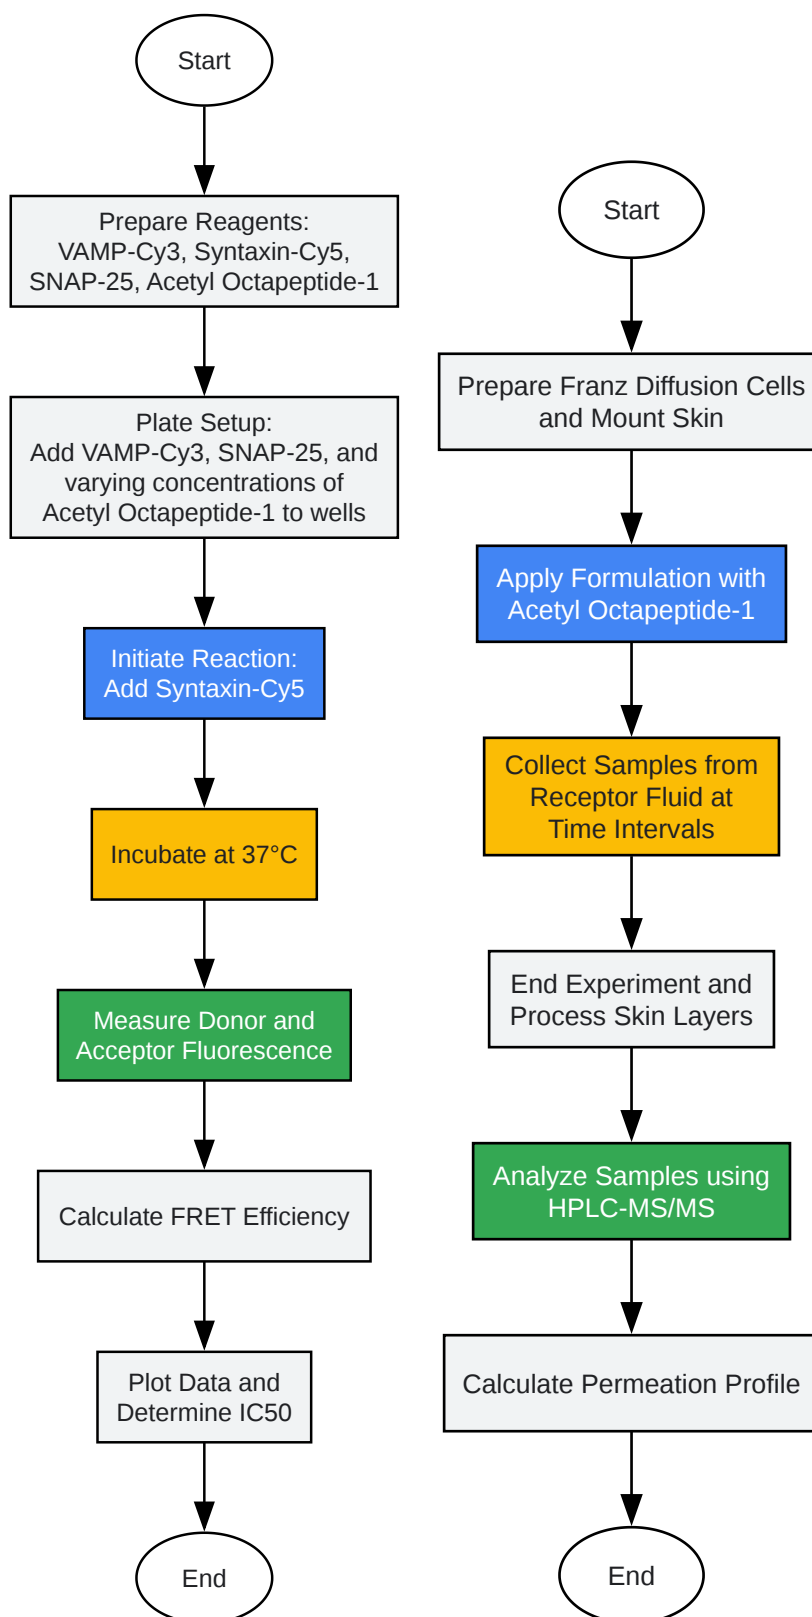 Start
Prepare Reagents:
VAMP-Cy3, Syntaxin-Cy5,
SNAP-25, Acetyl Octapeptide-1
Plate Setup:
Add VAMP-Cy3, SNAP-25, and
varying concentrations of
Acetyl Octapeptide-1 to wells
Initiate Reaction:
Add Syntaxin-Cy5
Incubate at 37°C
Measure Donor and
Acceptor Fluorescence
Calculate FRET Efficiency
Plot Data and
Determine IC50
End
Start
Prepare Franz Diffusion Cells
and Mount Skin
Apply Formulation with
Acetyl Octapeptide-1
Collect Samples from
Receptor Fluid at
Time Intervals
End Experiment and
Process Skin Layers
Analyze Samples using
HPLC-MS/MS
Calculate Permeation Profile
End